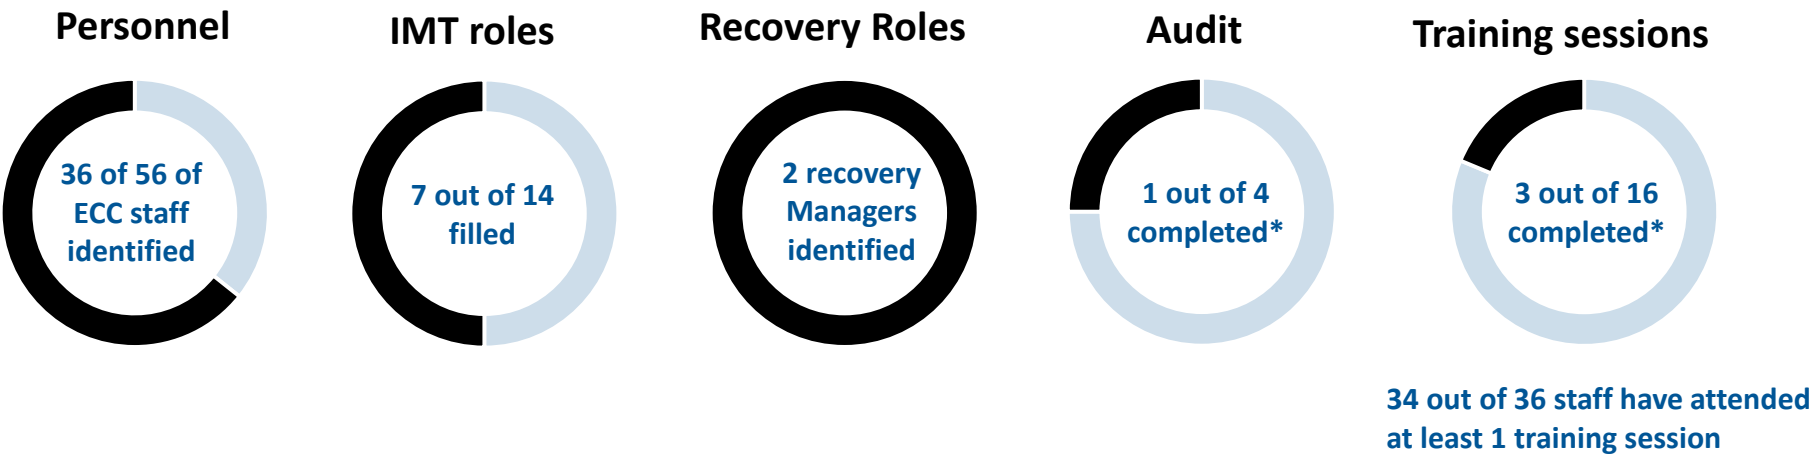 Personnel
IMT roles
Recovery Roles
Audit
Training sessions
36 of 56 of
ECC staff
identified
7 out of 14
filled
2 recovery
Managers
identified
1 out of 4
completed*
3 out of 16
completed*
34 out of 36 staff have attended
at least 1 training session